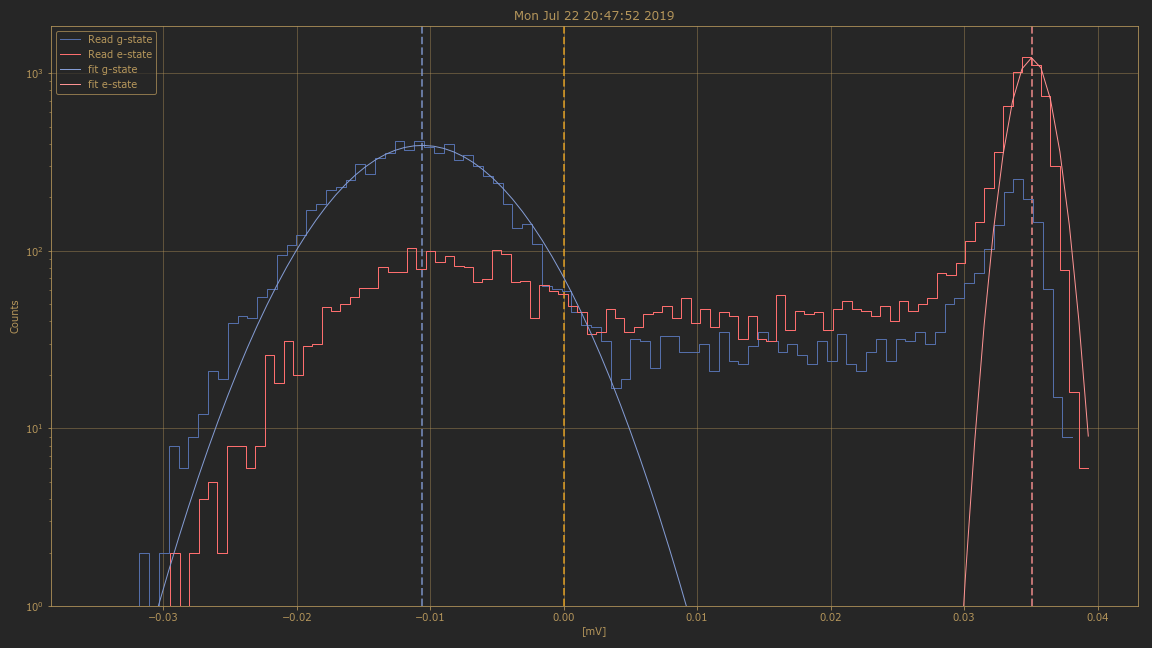 Mon Jul 22 20:47:52 2019
Read g-state
Read e-state
fit g-state
fit e-state
10³
10²
10¹
10⁰
Counts
−0.03
−0.02
−0.01
0.00
0.01
0.02
0.03
0.04
[mV]